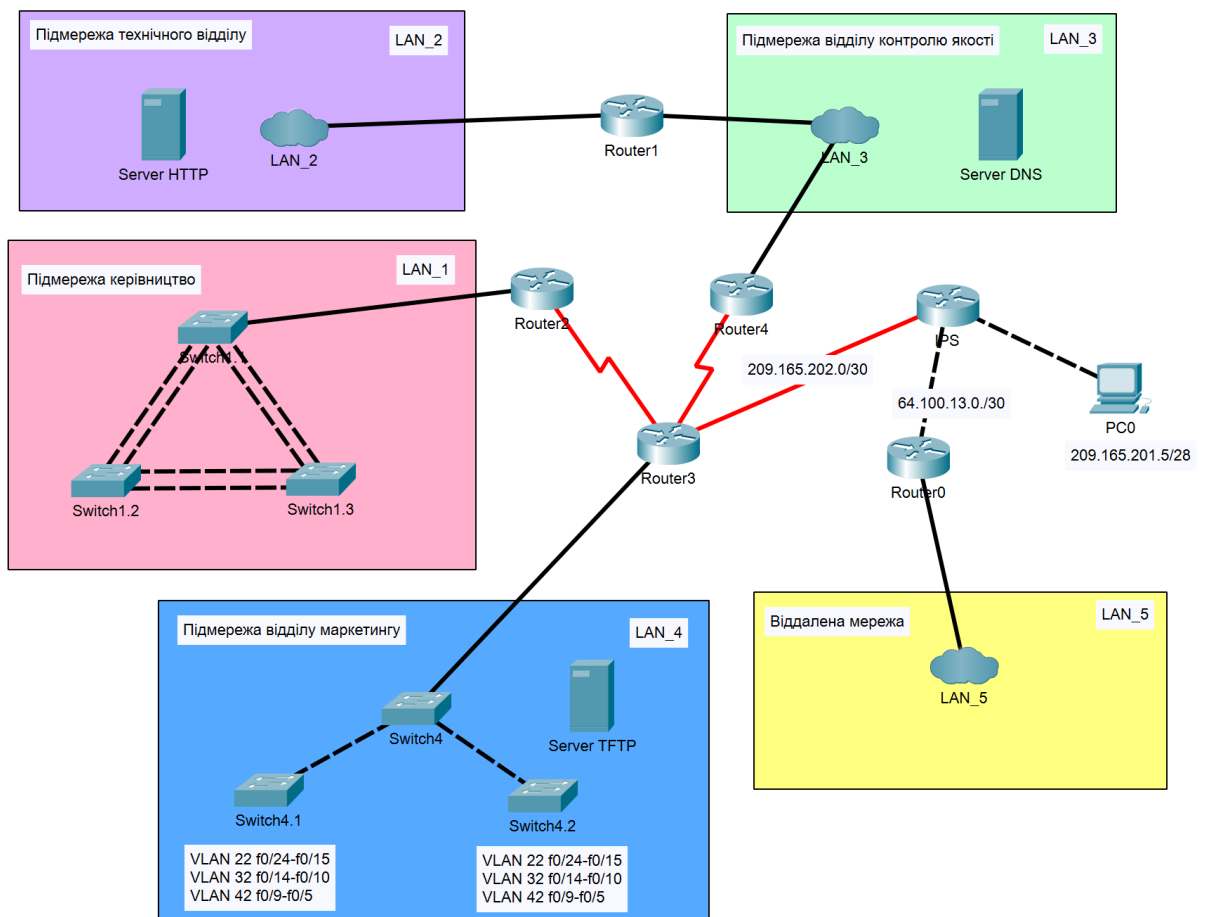 Підмережа технічного відділу
LAN_2
Server HTTP
LAN_2
Router1
Підмережа відділу контролю якості
LAN_3
LAN_3
Server DNS
Підмережа керівництво
LAN_1
Switch1.1
Switch1.2
Switch1.3
Router2
Router4
IPS
209.165.202.0/30
64.100.13.0./30
PC0
209.165.201.5/28
Router3
Router0
Підмережа відділу маркетингу
LAN_4
Switch4
Server TFTP
Switch4.1
Switch4.2
VLAN 22 f0/24-f0/15
VLAN 32 f0/14-f0/10
VLAN 42 f0/9-f0/5
VLAN 22 f0/24-f0/15
VLAN 32 f0/14-f0/10
VLAN 42 f0/9-f0/5
Віддалена мережа
LAN_5
LAN_5